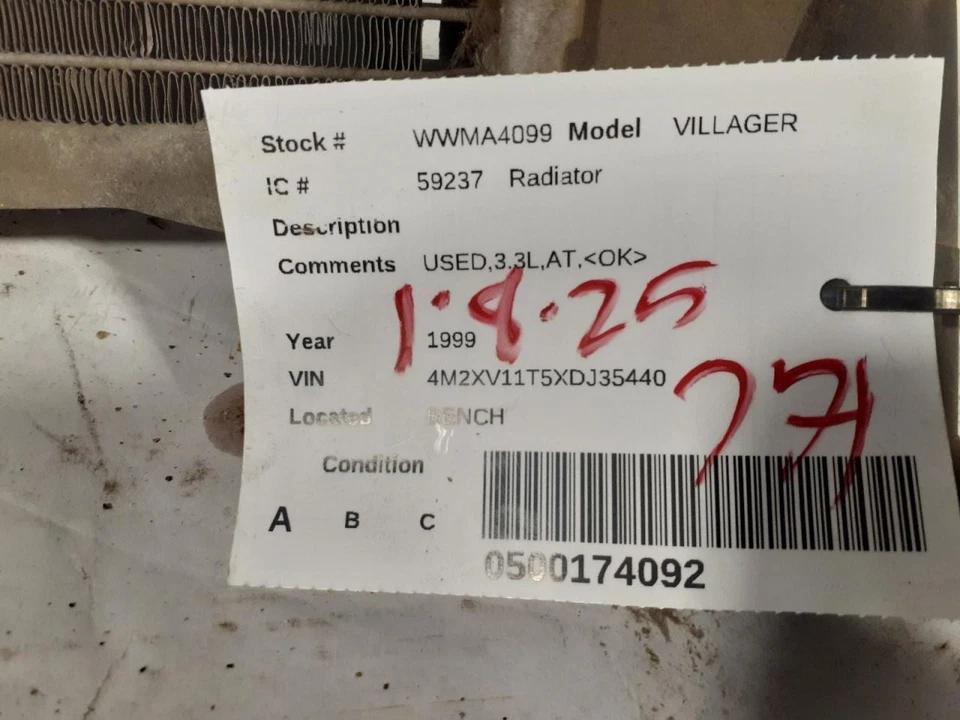 Stock # WWMA4099 Model VILLAGER
IC # 59237 Radiator
Description
Comments USED,3.3L,AT,<OK>
1·8·25
Year 1999
VIN 4M2XV11T5XDJ35440
Located BENCH
Condition
A B C
0500174092